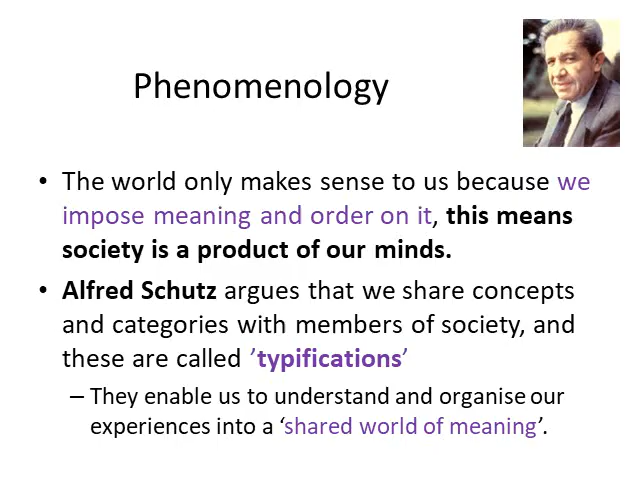 Phenomenology
• The world only makes sense to us because we
impose meaning and order on it, this means
society is a product of our minds.
• Alfred Schutz argues that we share concepts
and categories with members of society, and
these are called ’typifications’
– They enable us to understand and organise our
experiences into a ‘shared world of meaning’.